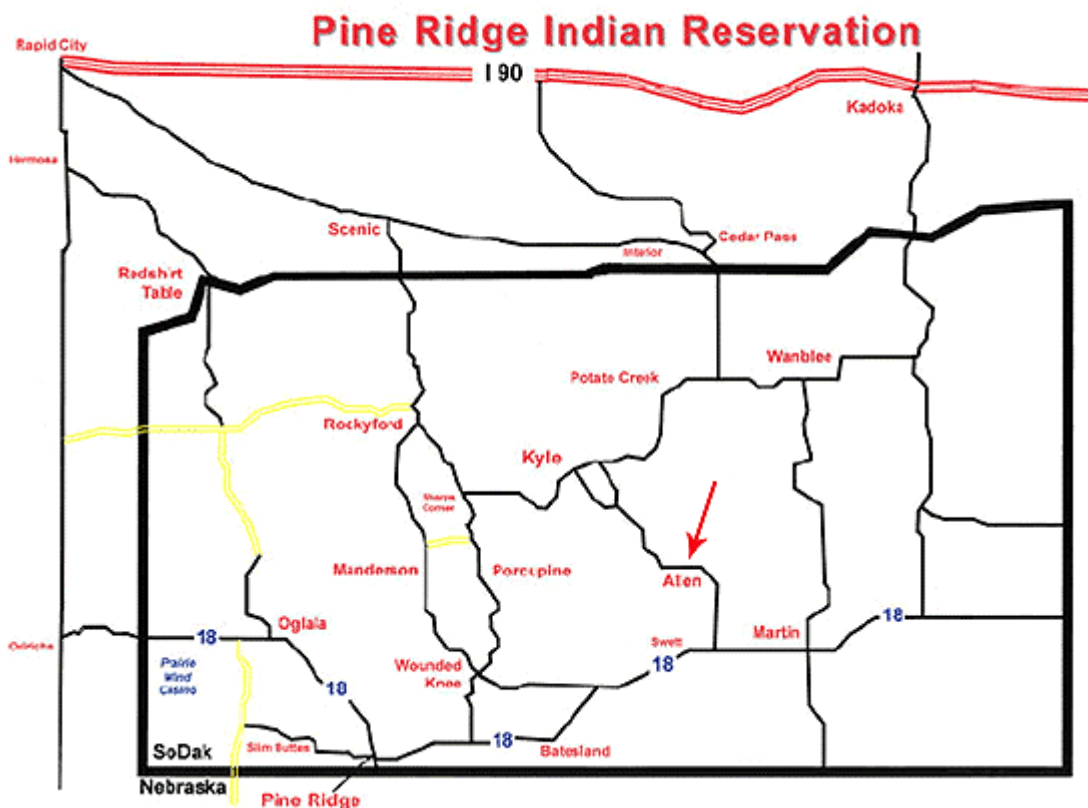 Pine Ridge Indian Reservation
Rapid City
I 90
Kadoka
Hermosa
Scenic
Cedar Pass
Interior
Redshirt
Table
Wanblee
Potate Creek
Rockyford
Kyle
Sharps
Corner
Manderson
Porcupine
Allen
Oglala
18
Martin
18
Swett
Oelrichs
18
Prairie
Wind
Casino
Wounded
Knee
18
18
SoDak
Slim Buttes
18
Batesland
Nebraska
Pine Ridge